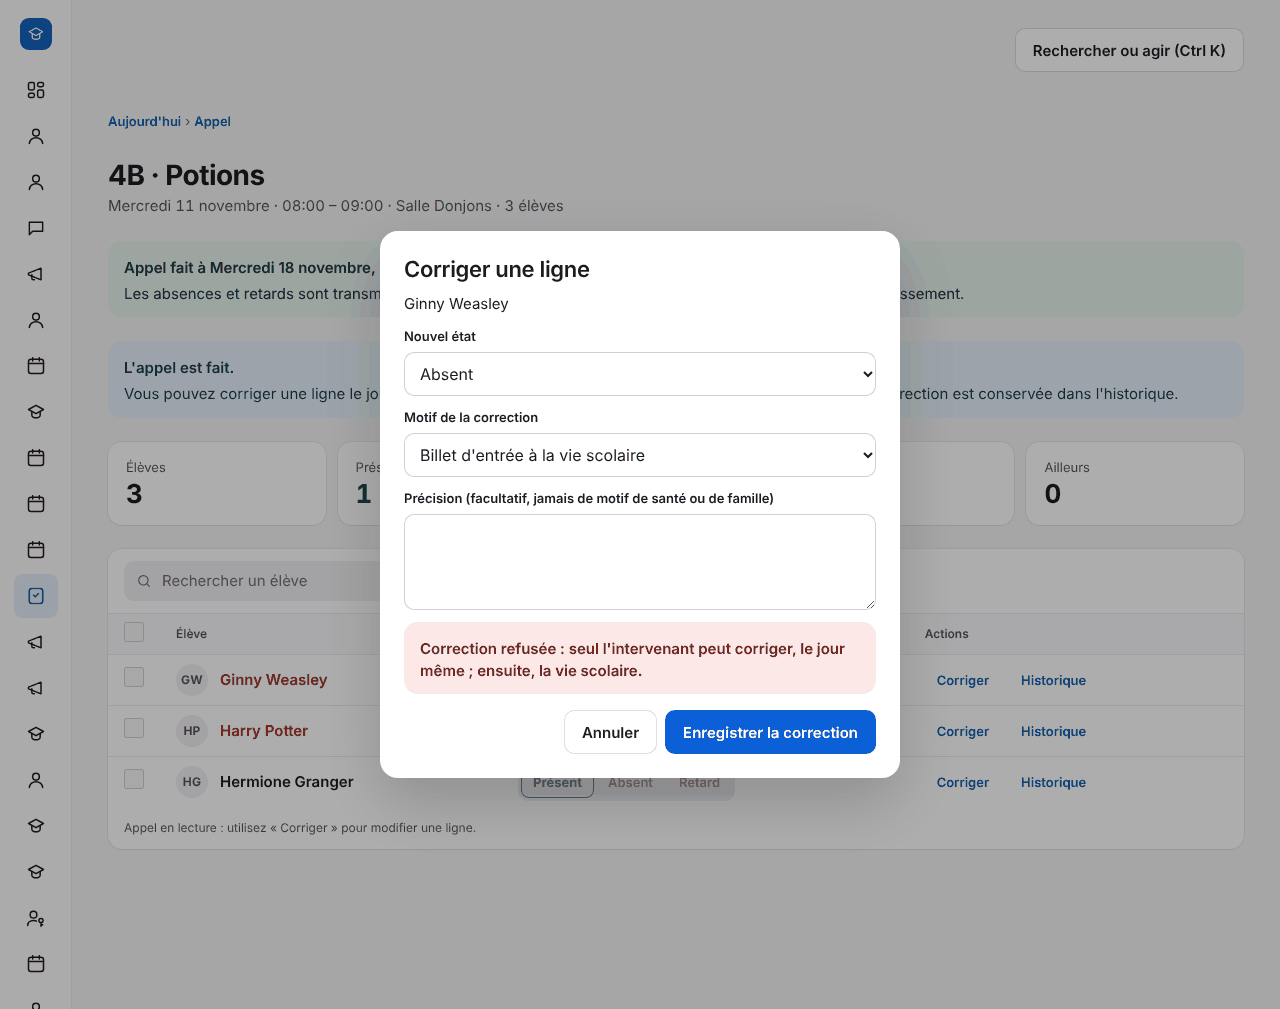 Rechercher ou agir (Ctrl K)
Aujourd'hui › Appel
4B · Potions
Mercredi 11 novembre · 08:00 – 09:00 · Salle Donjons · 3 élèves
Appel fait à Mercredi 18 novembre,
Les absences et retards sont
L'appel est fait.
Vous pouvez corriger une ligne le
est conservée dans l'historique.
Élèves
3
1
Ailleurs
0
Corriger une ligne
Ginny Weasley
Nouvel état
Absent
Motif de la correction
Billet d'entrée à la vie scolaire
Précision (facultatif, jamais de motif de santé ou de famille)
Correction refusée : seul l'intervenant peut corriger, le jour
même ; ensuite, la vie scolaire.
Annuler
Enregistrer la correction
Rechercher un élève
Élève
Actions
GW Ginny Weasley Corriger Historique
HP Harry Potter Corriger Historique
HG Hermione Granger Présent Absent Retard Corriger Historique
Appel en lecture : utilisez « Corriger » pour modifier une ligne.